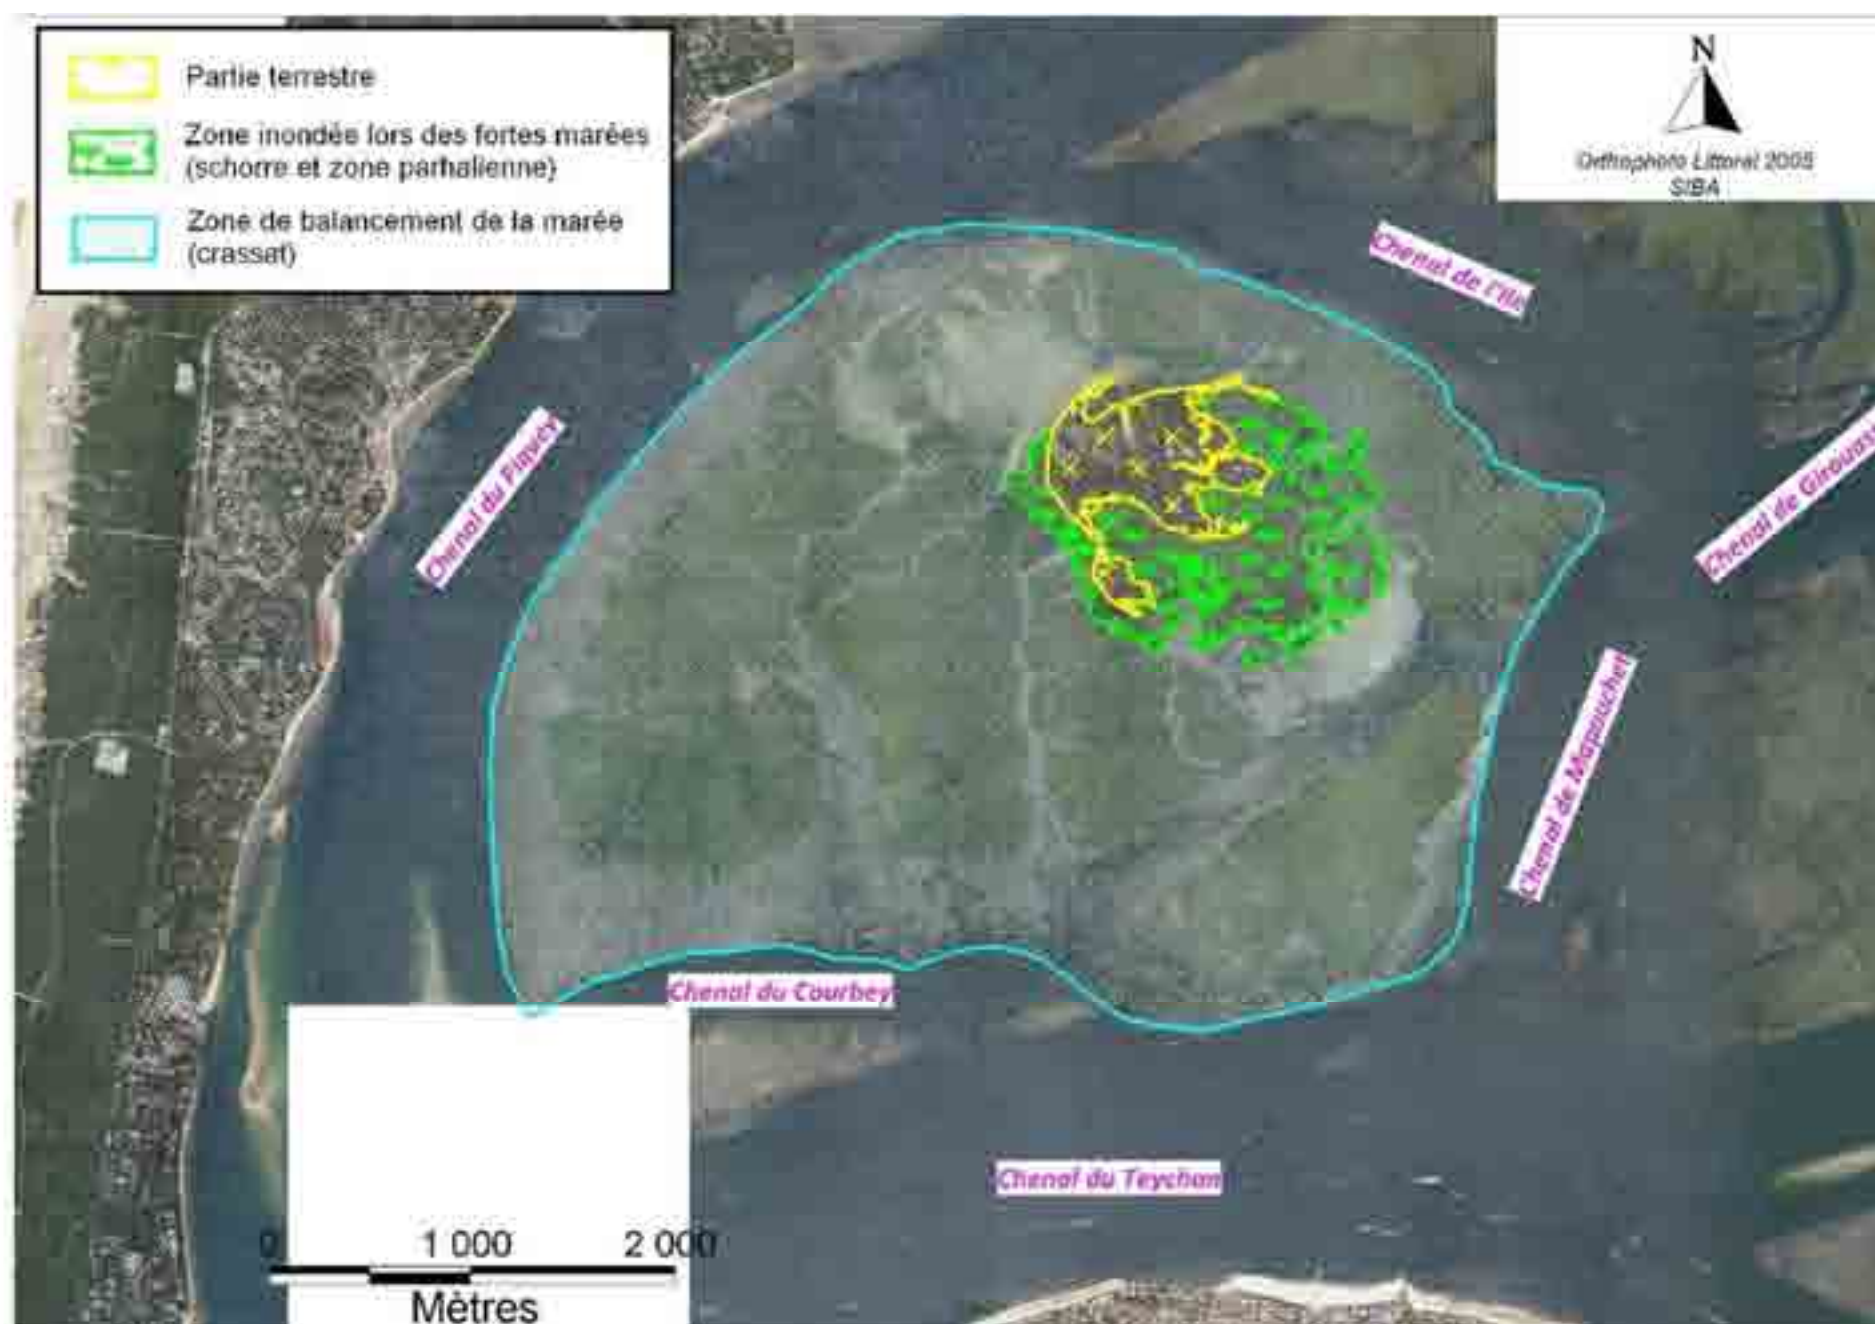 Partie terrestre
Zone inondée lors des fortes marées
(schorre et zone parhalienne)
Zone de balancement de la marée
(crassat)
N
Orthophoto Littoral 2005
SIBA
Chenal de l'Ile
Chenal du Piquey
Chenal de Girouasse
Chenal de Mapouchet
Chenal du Courbey
Chenal du Teychan
0 1 000 2 000
Mètres